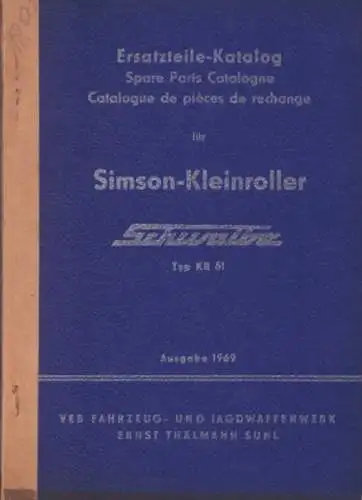 Ersatzteile-Katalog
Spare Parts Catalogne
Catalogue de pièces de rechange
für
Simson-Kleinroller
Schwalbe
Typ KR 51
Ausgabe 1969
VEB FAHRZEUG- UND JAGDWAFFENWERK
ERNST THÄLMANN SUHL